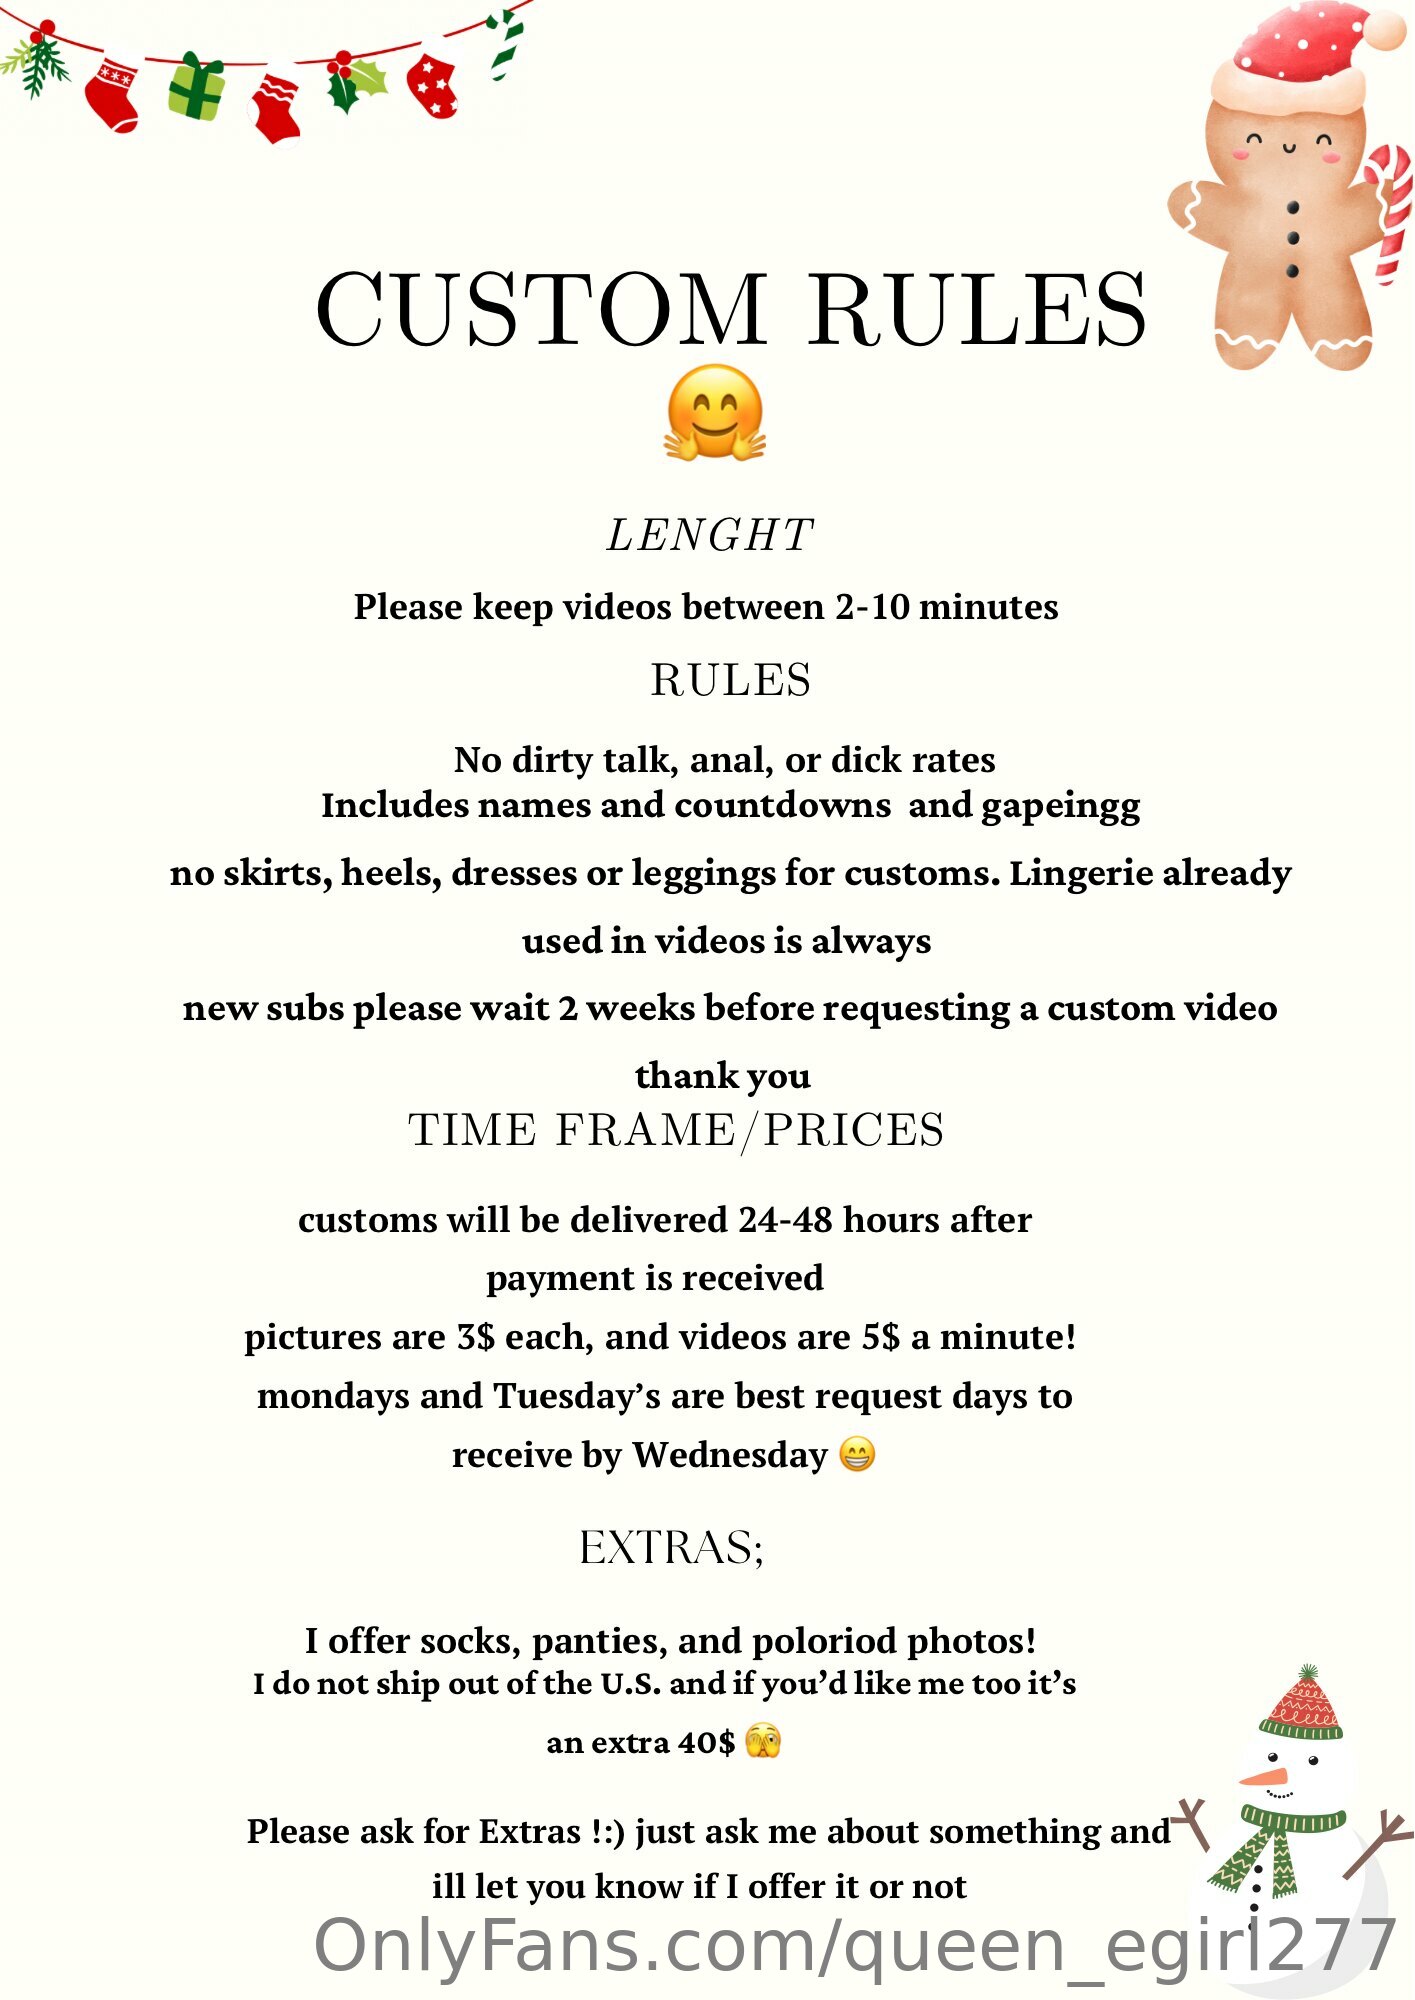 CUSTOM RULES
🤗
LENGHT
Please keep videos between 2-10 minutes
RULES
No dirty talk, anal, or dick rates
Includes names and countdowns and gapeingg
no skirts, heels, dresses or leggings for customs. Lingerie already
used in videos is always
new subs please wait 2 weeks before requesting a custom video
thank you
TIME FRAME/PRICES
customs will be delivered 24-48 hours after
payment is received
pictures are 3$ each, and videos are 5$ a minute!
mondays and Tuesday’s are best request days to
receive by Wednesday 😁
EXTRAS;
I offer socks, panties, and poloriod photos!
I do not ship out of the U.S. and if you’d like me too it’s
an extra 40$ 🫣
Please ask for Extras !:) just ask me about something and
ill let you know if I offer it or not
OnlyFans.com/queen_egirl277